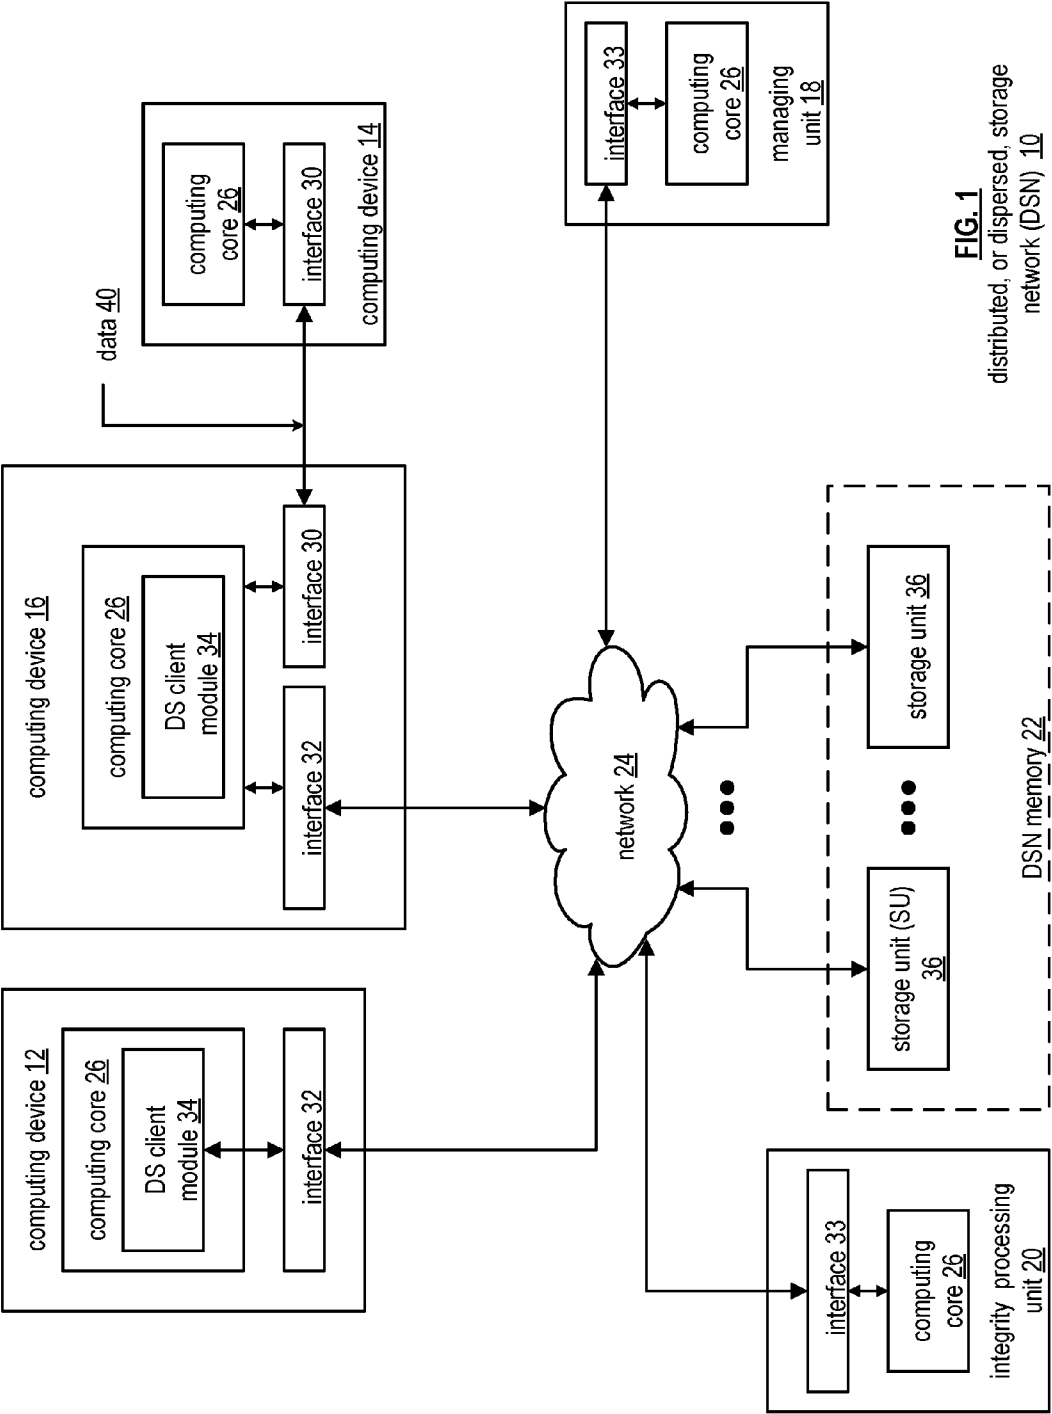 computing device 12
computing core 26
DS client
module 34
interface 32
computing device 16
computing core 26
DS client
module 34
interface 32
interface 30
data 40
computing
core 26
interface 30
computing device 14
network 24
interface 33
computing
core 26
managing
unit 18
interface 33
computing
core 26
integrity processing
unit 20
storage unit (SU)
36
storage unit 36
DSN memory 22
FIG. 1
distributed, or dispersed, storage
network (DSN) 10